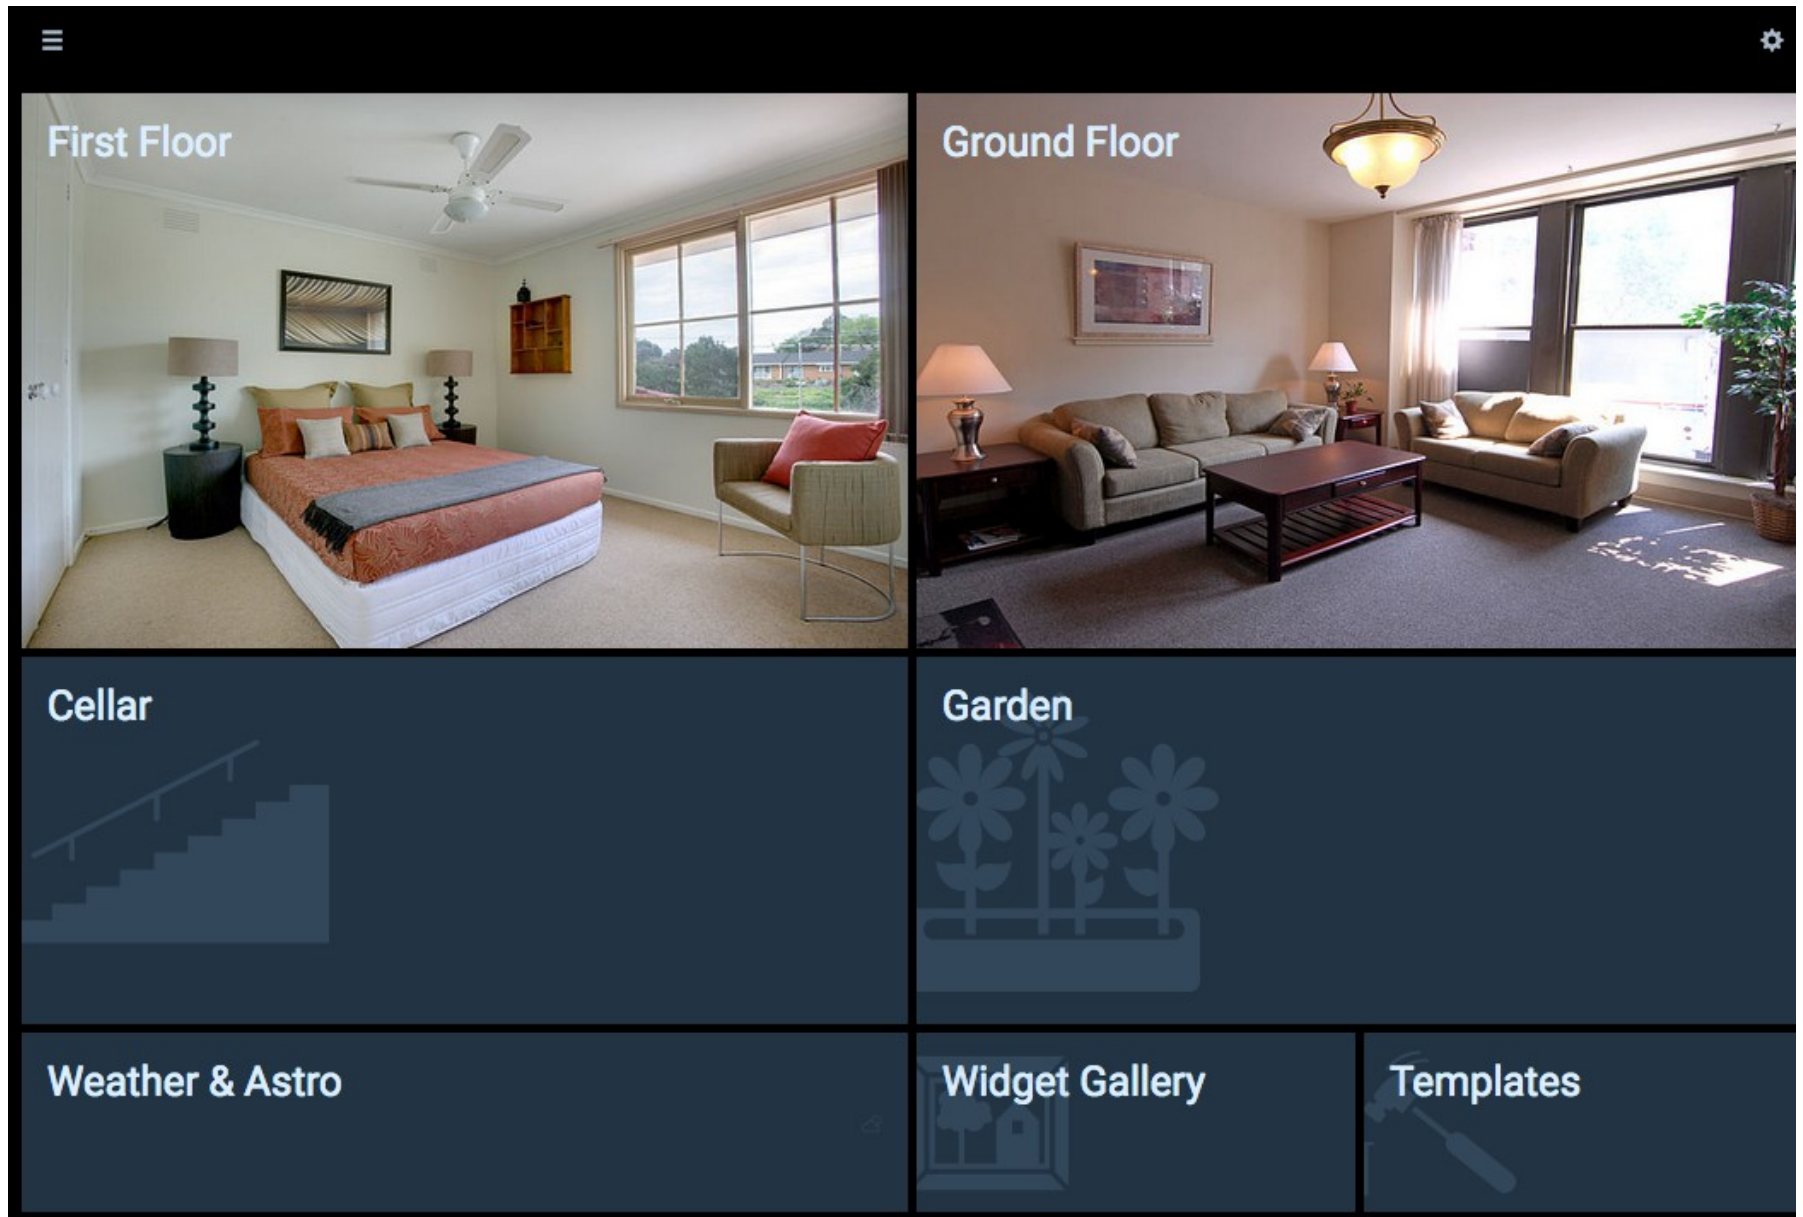 First Floor
Ground Floor
Cellar
Garden
Weather & Astro
Widget Gallery
Templates